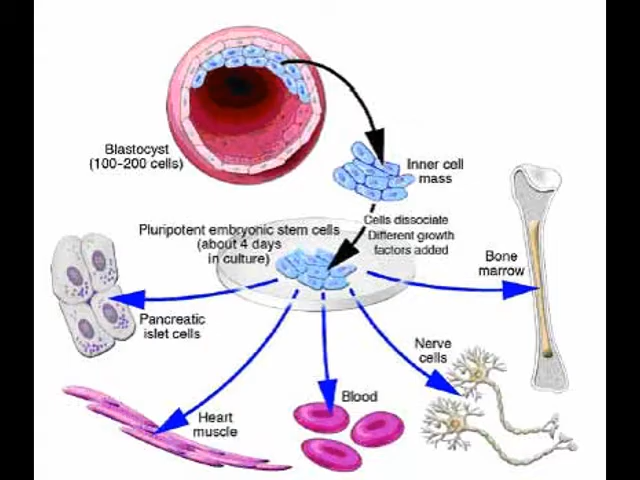 Blastocyst
(100-200 cells)
Inner cell
mass
Cells dissociate
Different growth
factors added
Pluripotent embryonic stem cells
(about 4 days
in culture)
Bone
marrow
Pancreatic
islet cells
Nerve
cells
Heart
muscle
Blood